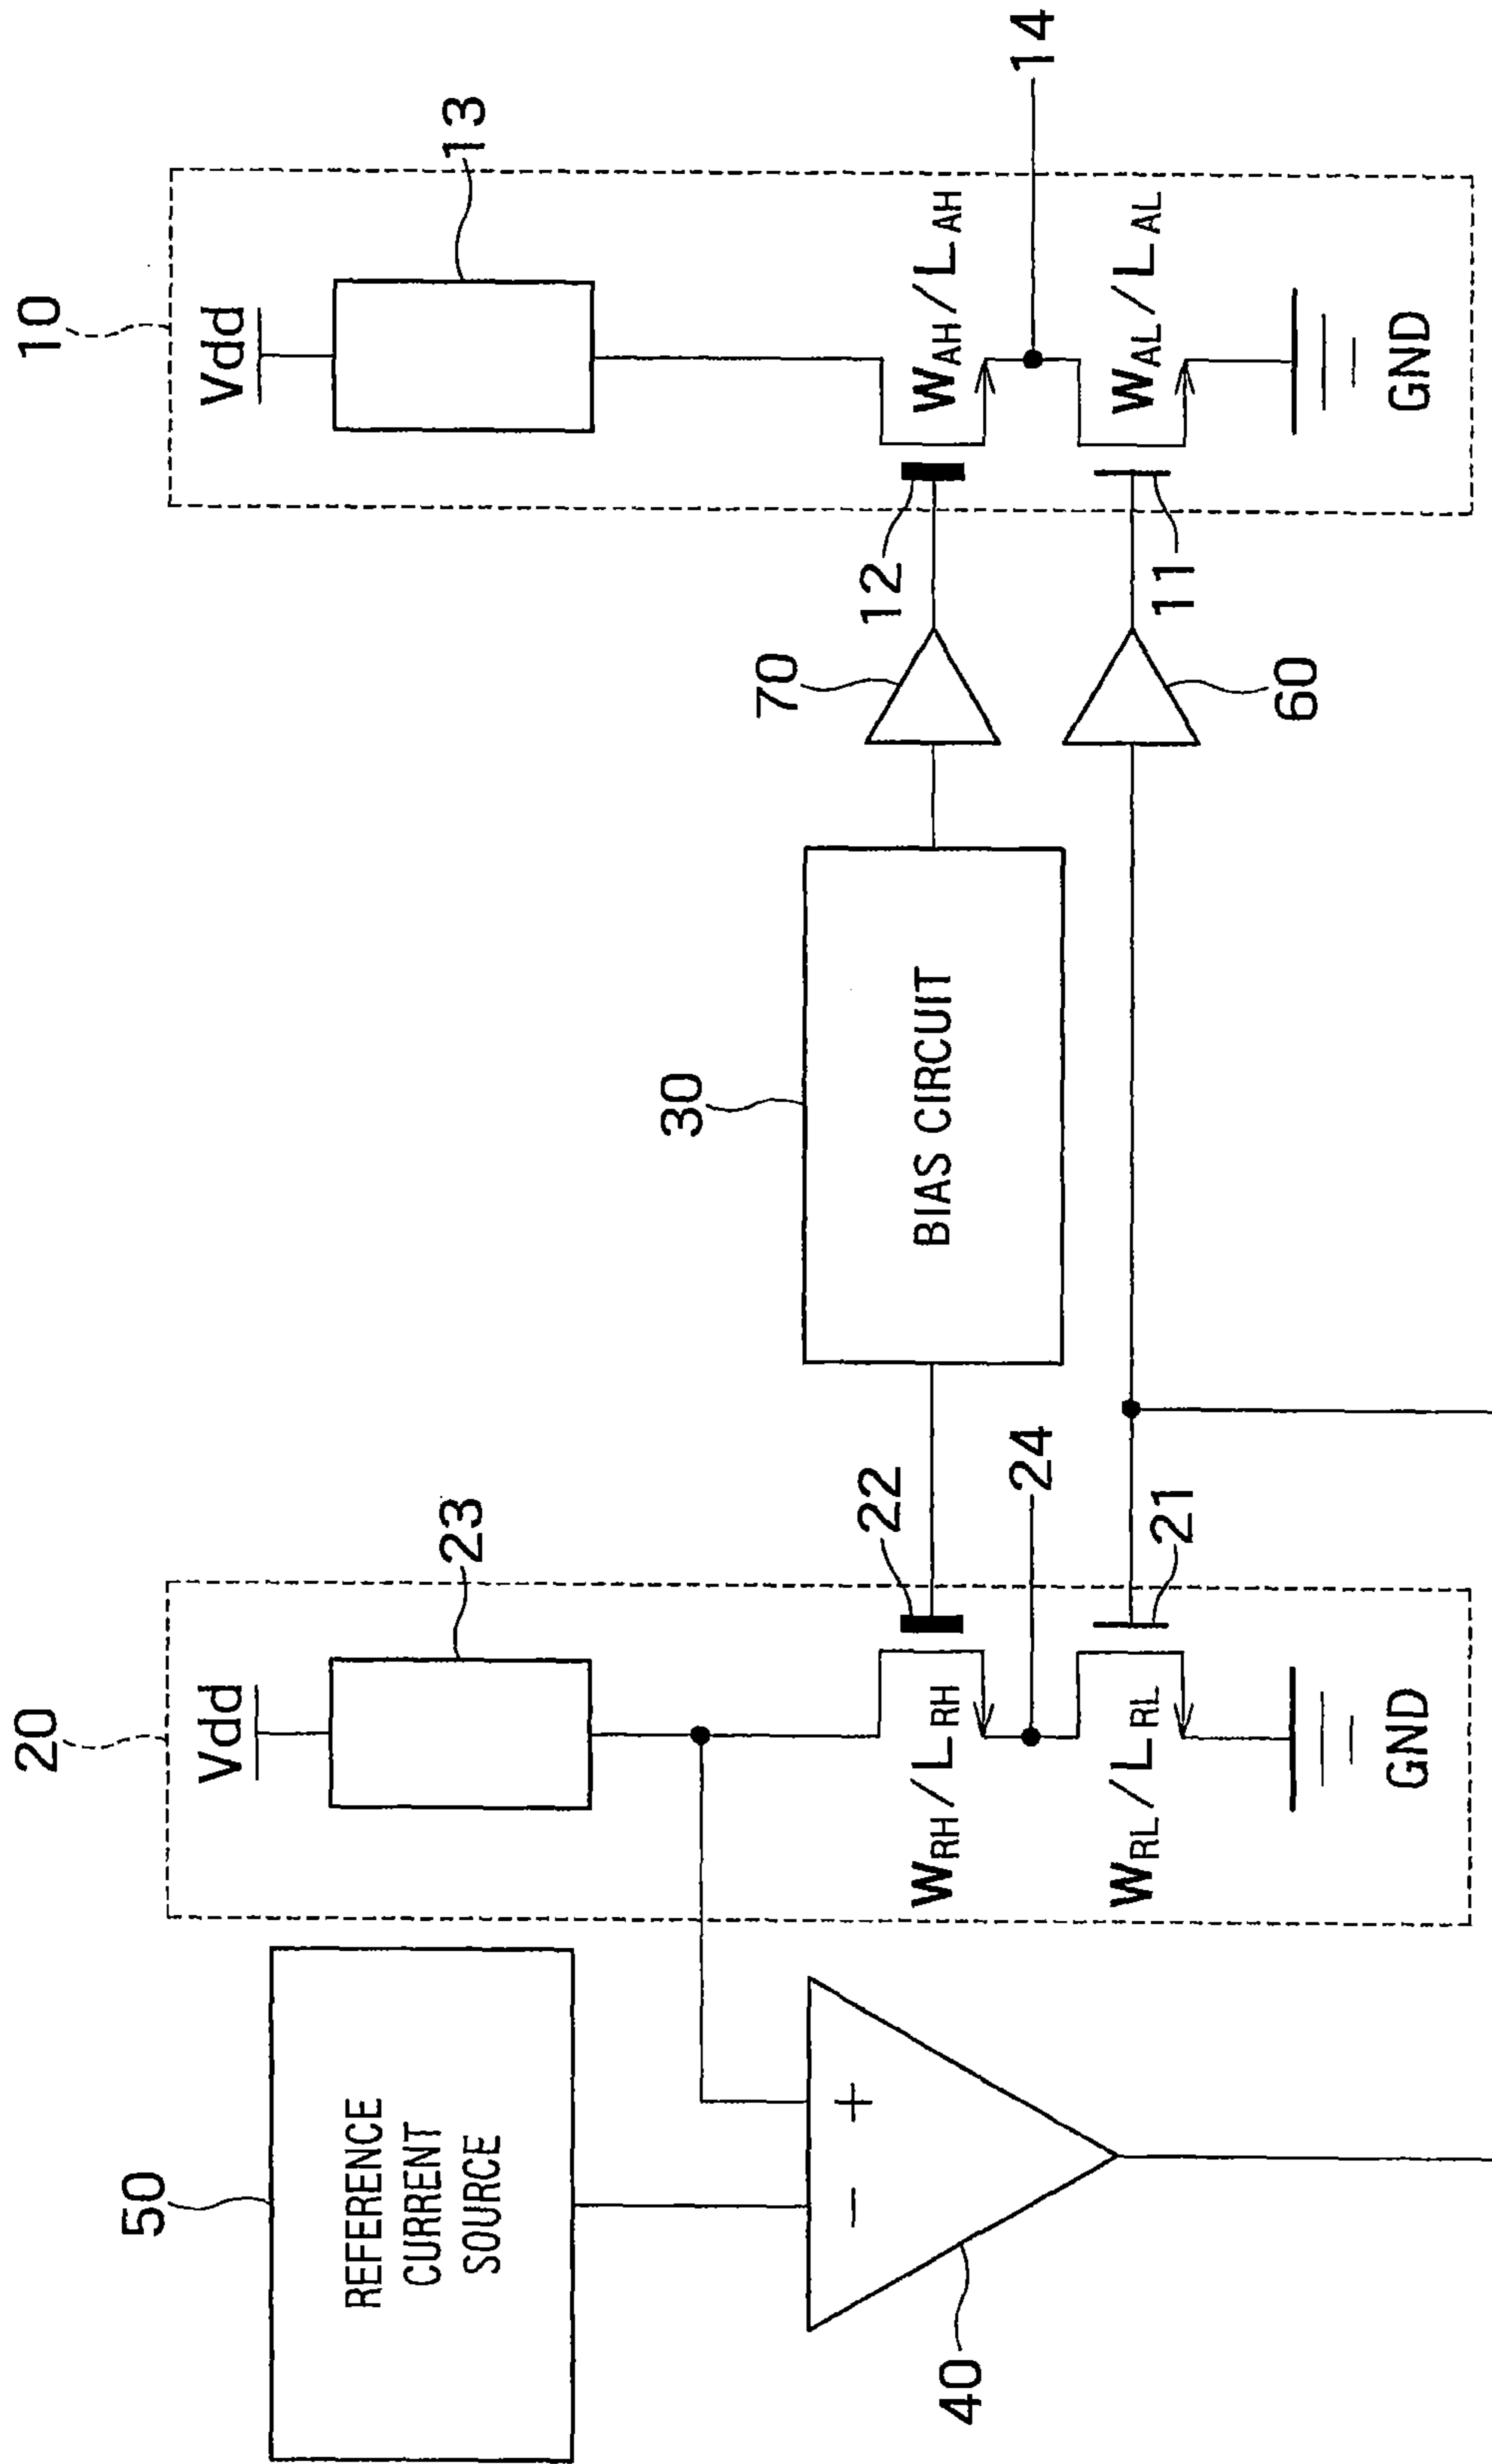 50
REFERENCE
CURRENT
SOURCE
40
−
+
20
Vdd
23
22
WRH/LRH
24
WRL/LRL
21
GND
30
BIAS CIRCUIT
70
60
10
Vdd
13
12
WAH/LAH
14
WAL/LAL
11
GND